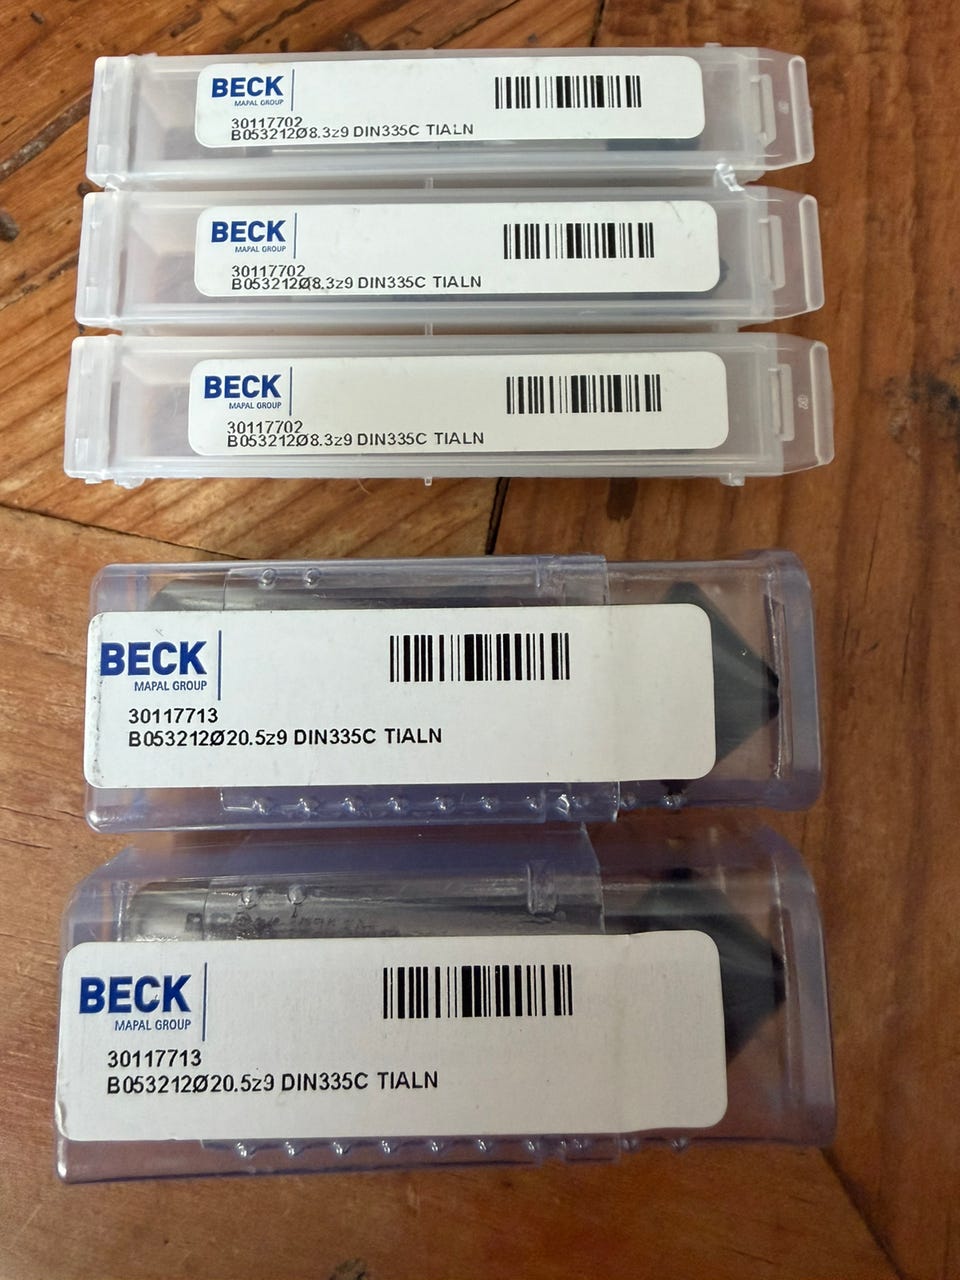 BECK
MAPAL GROUP
30117702
B053212Ø8.3z9 DIN335C TIALN
BECK
MAPAL GROUP
30117702
B053212Ø8.3z9 DIN335C TIALN
BECK
MAPAL GROUP
30117702
B053212Ø8.3z9 DIN335C TIALN
BECK
MAPAL GROUP
30117713
B053212Ø20.5z9 DIN335C TIALN
BECK
MAPAL GROUP
30117713
B053212Ø20.5z9 DIN335C TIALN